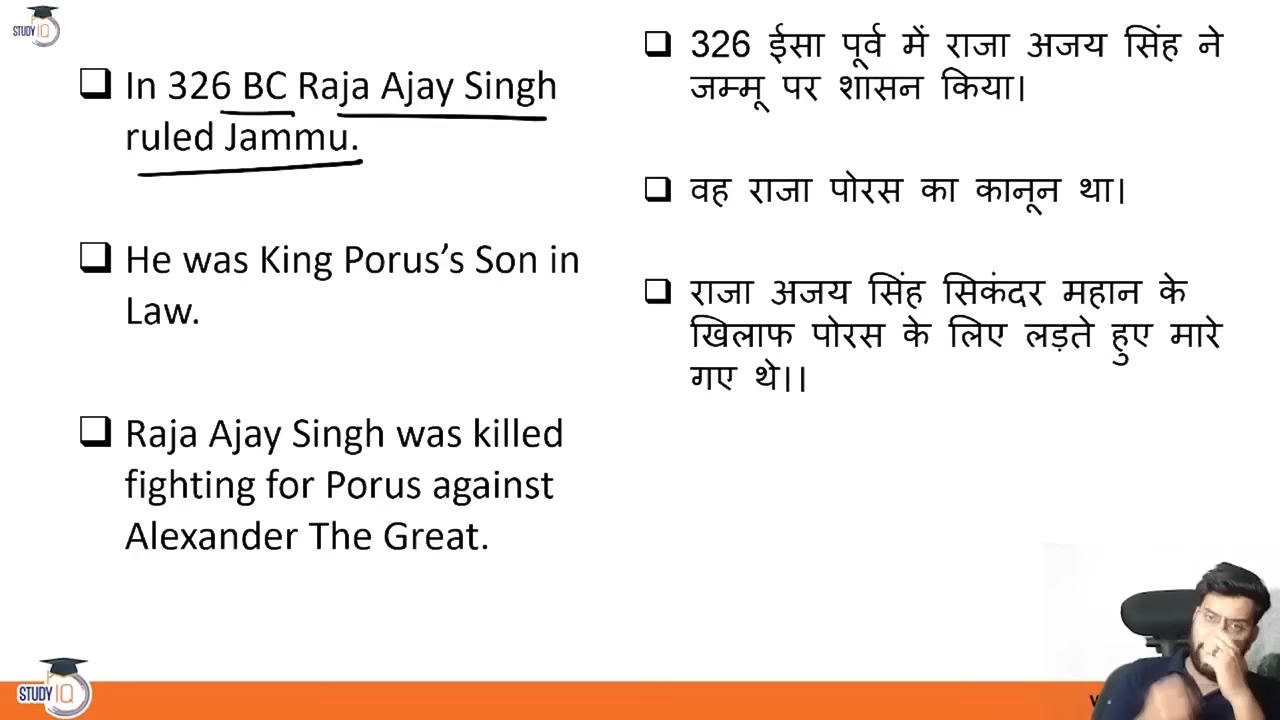 STUDY IQ
In 326 BC Raja Ajay Singh
ruled Jammu.
He was King Porus’s Son in
Law.
Raja Ajay Singh was killed
fighting for Porus against
Alexander The Great.
326 ईसा पूर्व में राजा अजय सिंह ने
जम्मू पर शासन किया।
वह राजा पोरस का कानून था।
राजा अजय सिंह सिकंदर महान के
खिलाफ पोरस के लिए लड़ते हुए मारे
गए थे।।
STUDY IQ